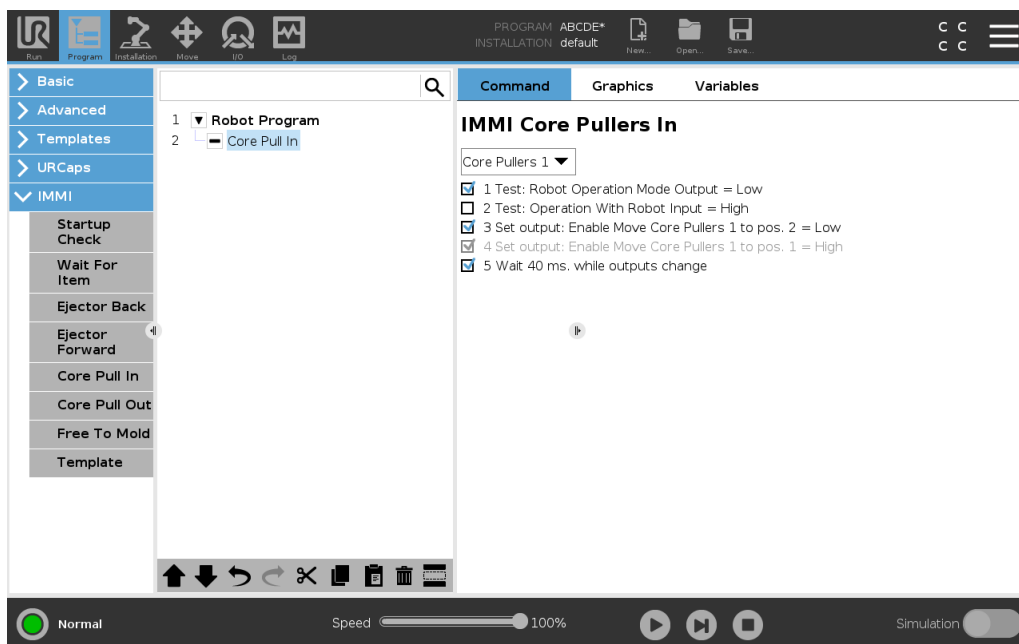 UR
Run
Program
Installation
Move
I/O
Log
PROGRAM ABCDE*
INSTALLATION default
New...
Open...
Save...
C C
C C
Basic
Advanced
Templates
URCaps
IMMI
Startup
Check
Wait For
Item
Ejector Back
Ejector
Forward
Core Pull In
Core Pull Out
Free To Mold
Template
1 Robot Program
2 Core Pull In
Command Graphics Variables
IMMI Core Pullers In
Core Pullers 1
1 Test: Robot Operation Mode Output = Low
2 Test: Operation With Robot Input = High
3 Set output: Enable Move Core Pullers 1 to pos. 2 = Low
4 Set output: Enable Move Core Pullers 1 to pos. 1 = High
5 Wait 40 ms. while outputs change
Normal
Speed 100%
Simulation